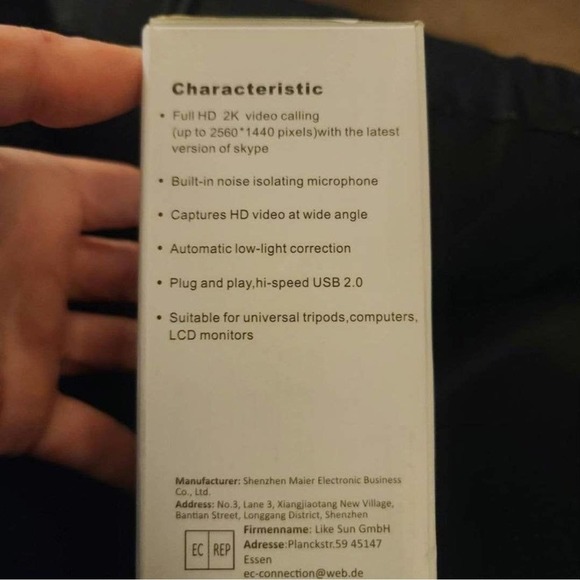 Characteristic
• Full HD 2K video calling
(up to 2560*1440 pixels)with the latest
version of skype
• Built-in noise isolating microphone
• Captures HD video at wide angle
• Automatic low-light correction
• Plug and play,hi-speed USB 2.0
• Suitable for universal tripods,computers,
LCD monitors
Manufacturer: Shenzhen Maier Electronic Business
Co., Ltd.
Address: No.3, Lane 3, Xiangjiaotang New Village,
Bantian Street, Longgang District, Shenzhen
EC REP
Firmenname: Like Sun GmbH
Adresse:Planckstr.59 45147
Essen
ec-connection@web.de